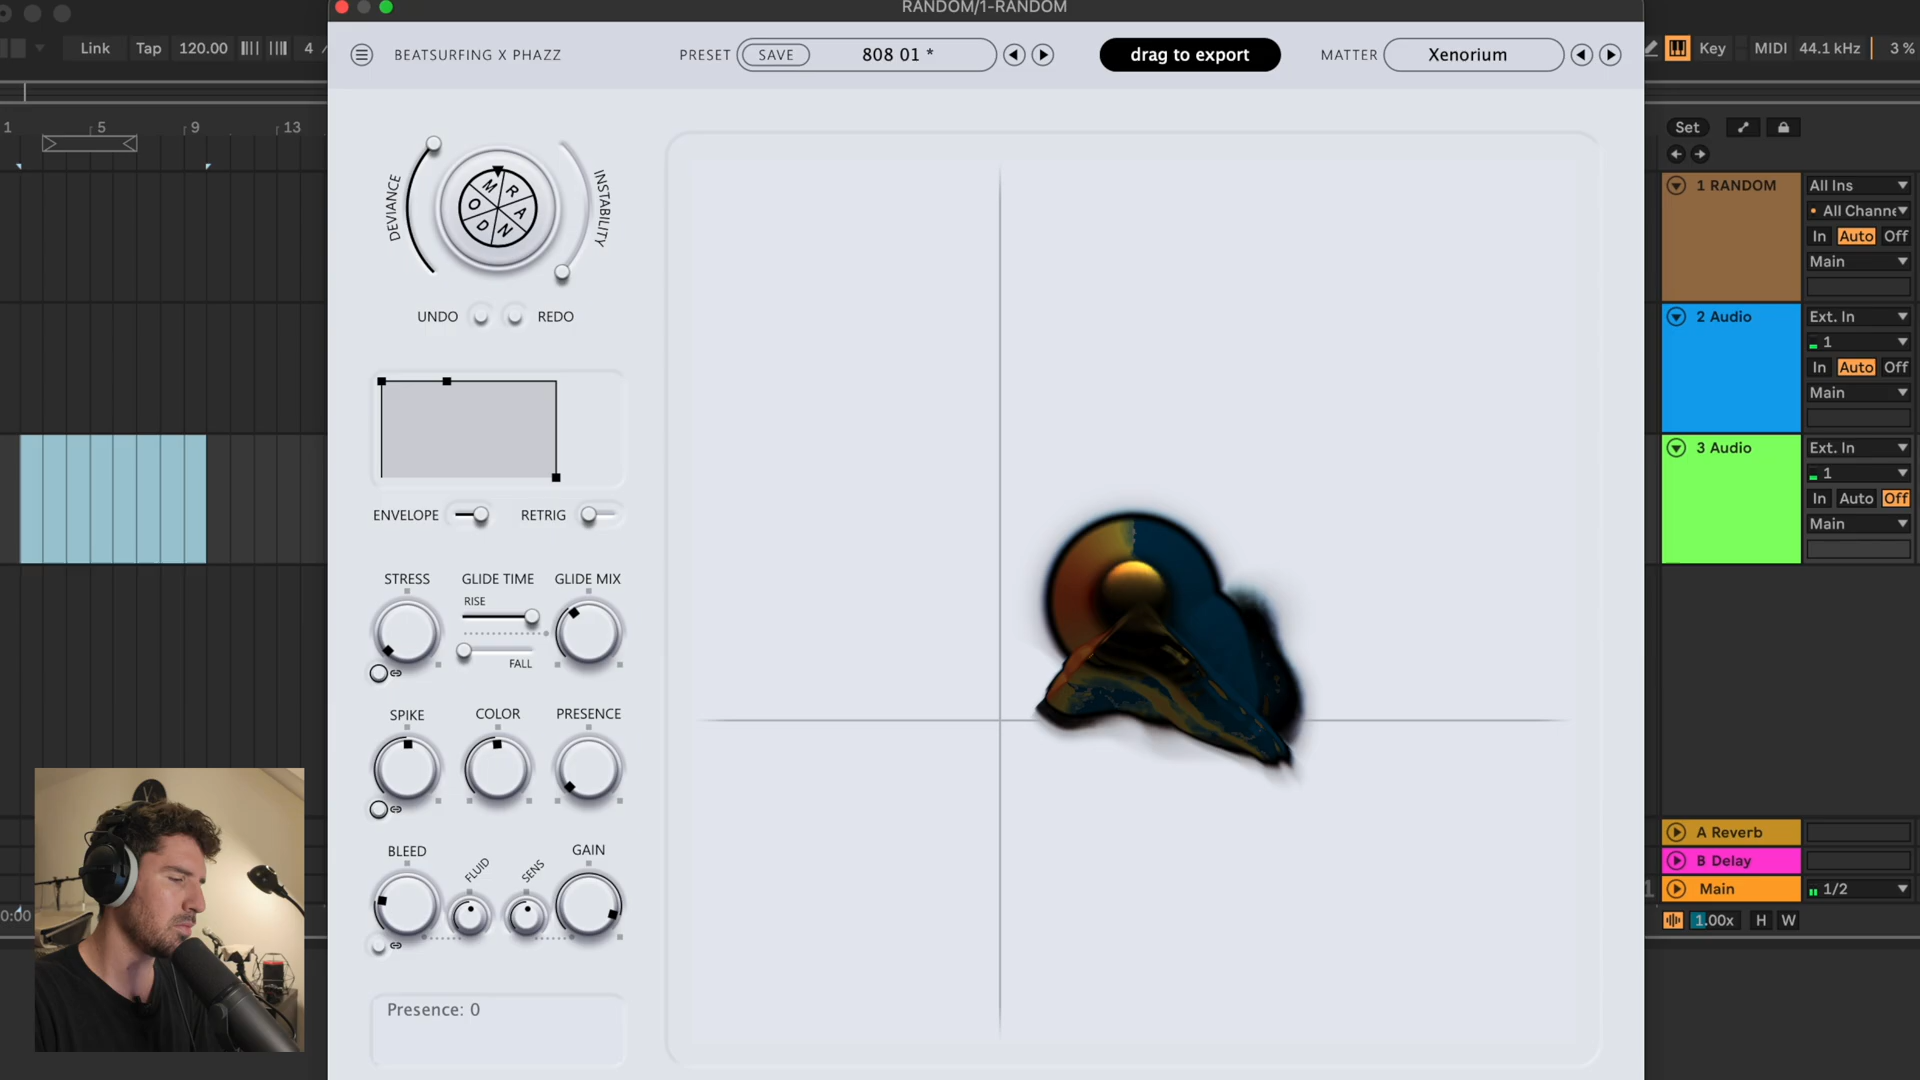 RANDOM/1-RANDOM
Link Tap 120.00 4 /
BEATSURFING X PHAZZ
PRESET SAVE 808 01 *
drag to export
MATTER Xenorium
Key MIDI 44.1 kHz 3 %
1 5 9 13
DEVIANCE
R A N D O M
INSTABILITY
UNDO REDO
ENVELOPE RETRIG
STRESS GLIDE TIME GLIDE MIX
RISE
FALL
SPIKE COLOR PRESENCE
BLEED FLUID SENS GAIN
Presence: 0
Set
1 RANDOM All Ins
All Channe
In Auto Off
Main
2 Audio Ext. In
1
In Auto Off
Main
3 Audio Ext. In
1
In Auto Off
Main
A Reverb
B Delay
Main 1/2
1.00x H W
0:00